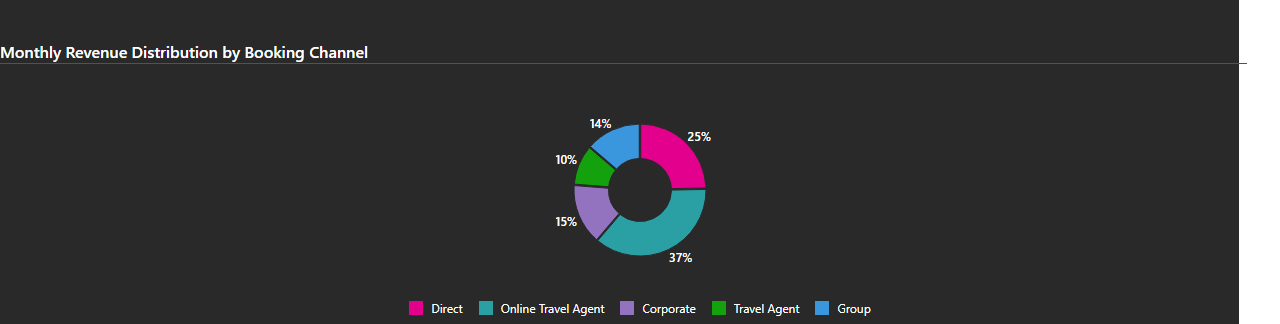 Monthly Revenue Distribution by Booking Channel
14%
25%
10%
15%
37%
Direct Online Travel Agent Corporate Travel Agent Group